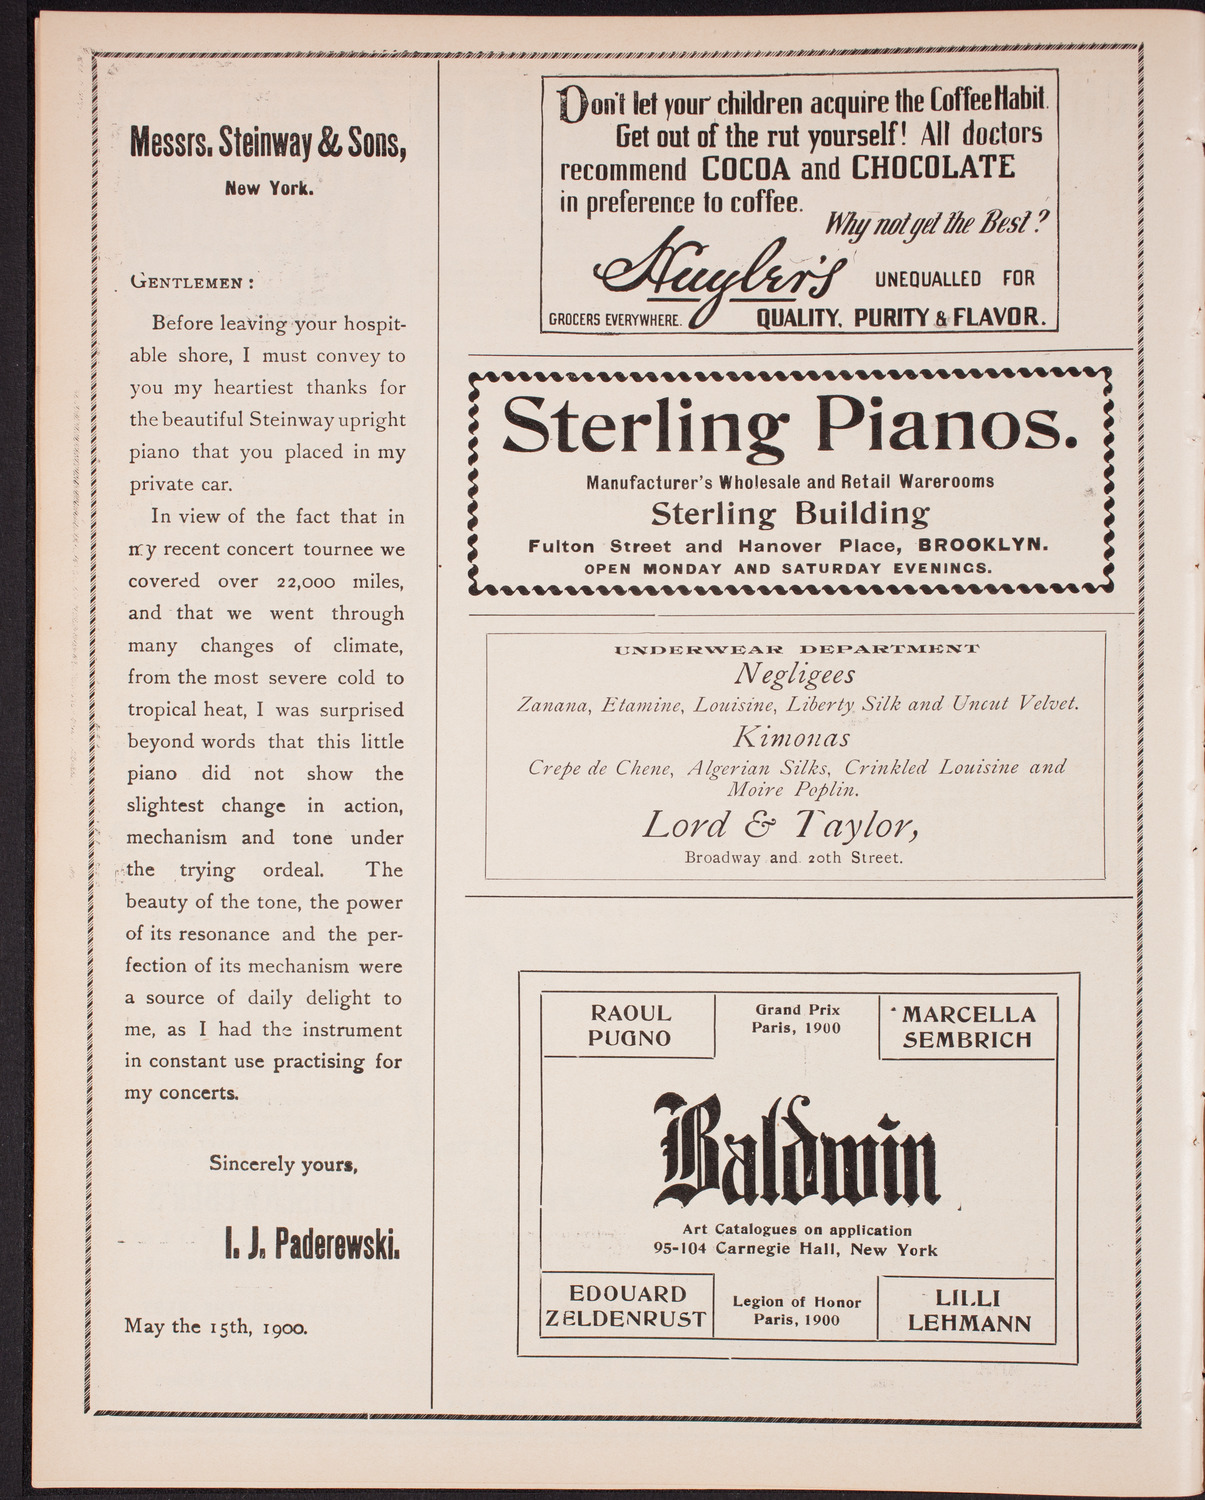 Messrs. Steinway & Sons,
New York.
GENTLEMEN :
Before leaving your hospit-
able shore, I must convey to
you my heartiest thanks for
the beautiful Steinway upright
piano that you placed in my
private car.
In view of the fact that in
my recent concert tournee we
covered over 22,000 miles,
and that we went through
many changes of climate,
from the most severe cold to
tropical heat, I was surprised
beyond words that this little
piano did not show the
slightest change in action,
mechanism and tone under
the trying ordeal. The
beauty of the tone, the power
of its resonance and the per-
fection of its mechanism were
a source of daily delight to
me, as I had the instrument
in constant use practising for
my concerts.
Sincerely yours,
I. J. Paderewski.
May the 15th, 1900.
Don't let your children acquire the Coffee Habit.
Get out of the rut yourself! All doctors
recommend COCOA and CHOCOLATE
in preference to coffee.
Why not get the Best?
Huyler's UNEQUALLED FOR
GROCERS EVERYWHERE. QUALITY, PURITY & FLAVOR.
Sterling Pianos.
Manufacturer's Wholesale and Retail Warerooms
Sterling Building
Fulton Street and Hanover Place, BROOKLYN.
OPEN MONDAY AND SATURDAY EVENINGS.
UNDERWEAR DEPARTMENT
Negligees
Zanana, Etamine, Louisine, Liberty Silk and Uncut Velvet.
Kimonas
Crepe de Chene, Algerian Silks, Crinkled Louisine and
Moire Poplin.
Lord & Taylor,
Broadway and 20th Street.
RAOUL
PUGNO
Grand Prix
Paris, 1900
MARCELLA
SEMBRICH
Baldwin
Art Catalogues on application
95-104 Carnegie Hall, New York
EDOUARD
ZELDENRUST
Legion of Honor
Paris, 1900
LILLI
LEHMANN